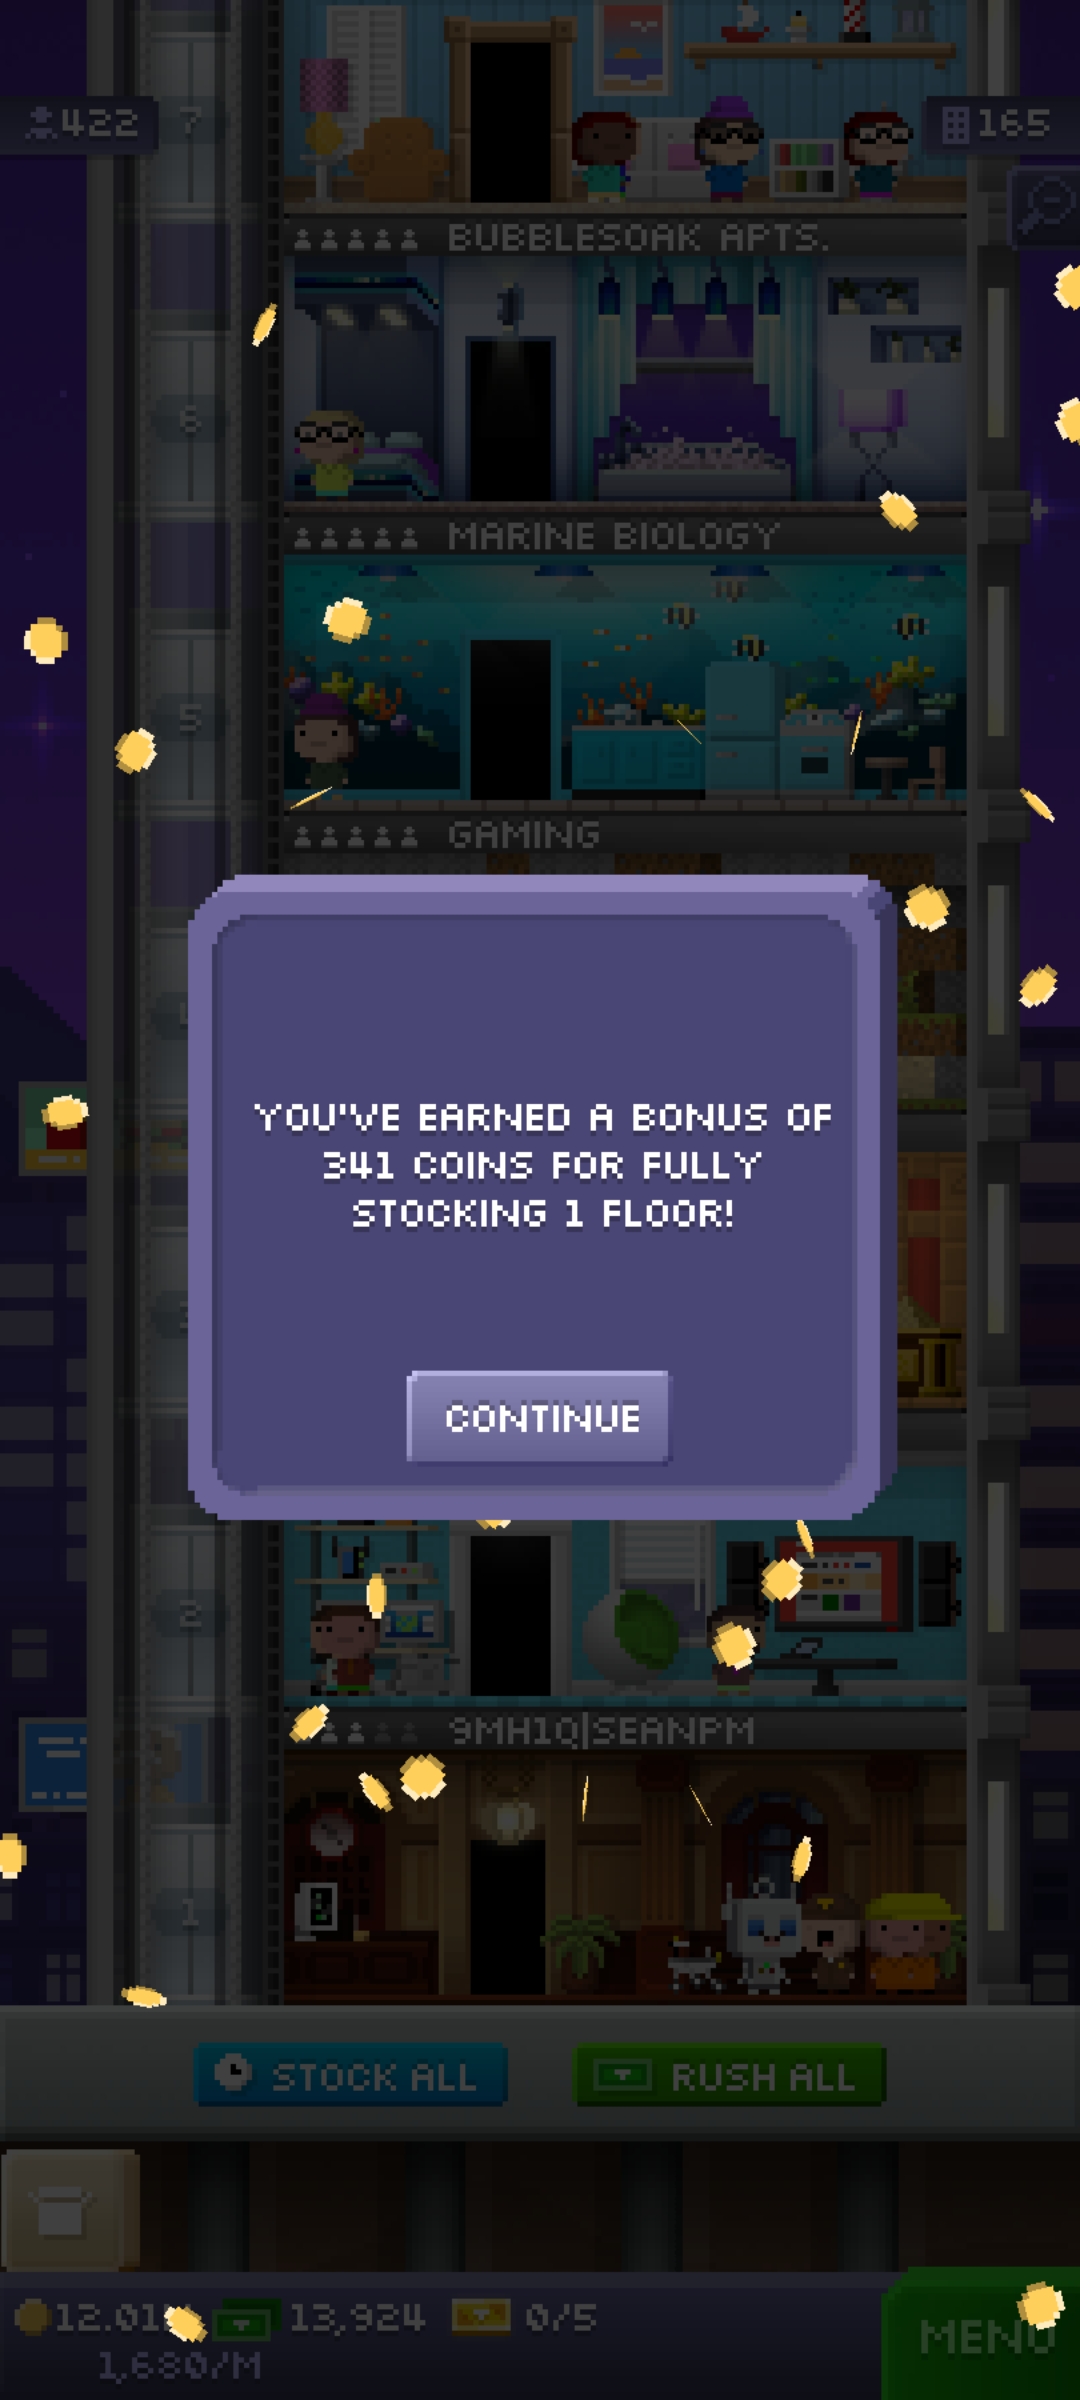 422
7
165
BUBBLESOAK APTS.
6
MARINE BIOLOGY
5
GAMING
YOU'VE EARNED A BONUS OF
341 COINS FOR FULLY
STOCKING 1 FLOOR!
CONTINUE
2
9MH1Q|SEANPM
1
STOCK ALL
RUSH ALL
12.01
13,924
0/5
MENU
1,680/M